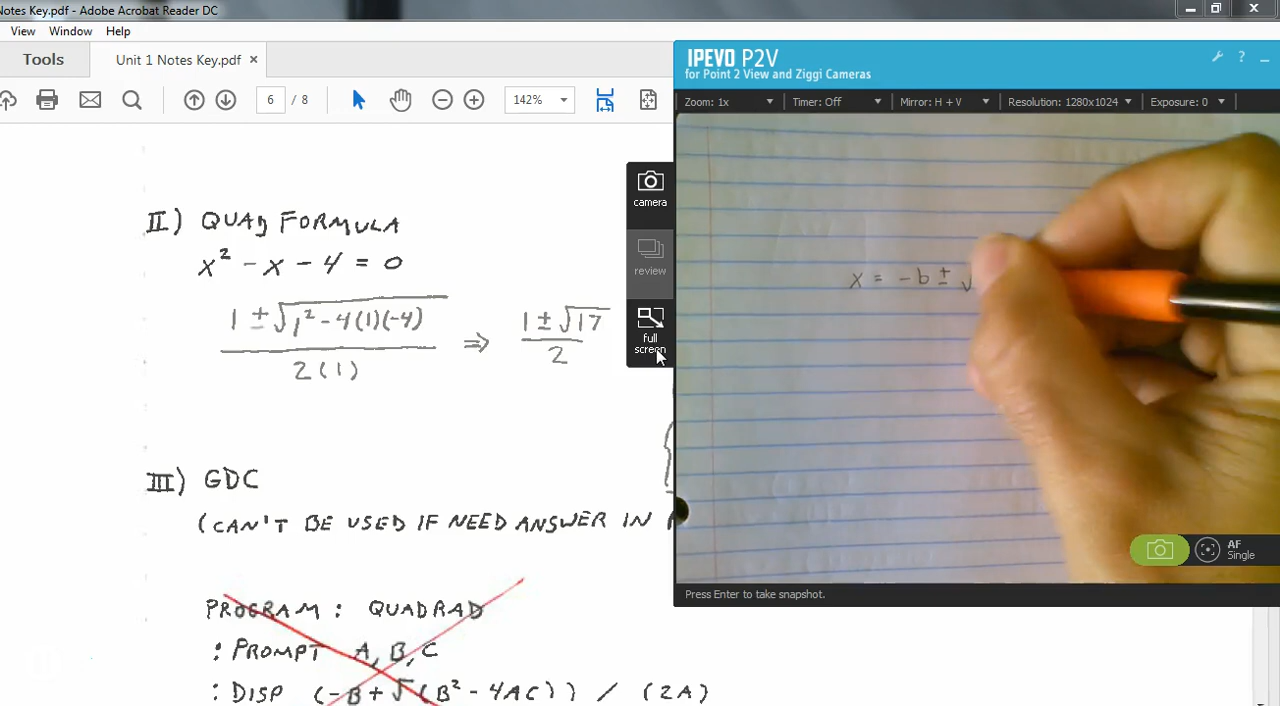 Notes Key.pdf - Adobe Acrobat Reader DC
View Window Help
Tools
Unit 1 Notes Key.pdf ×
6 / 8
142%
II) QUAD FORMULA
x² - x - 4 = 0
1 ± √1² - 4(1)(-4)
2(1)
⇒
1 ± √17
2
III) GDC
(CAN'T BE USED IF NEED ANSWER IN
PROGRAM : QUADRAD
: PROMPT A, B, C
: DISP (-B + √(B² - 4AC)) / (2A)
camera
review
full
screen
IPEVO P2V
for Point 2 View and Ziggi Cameras
?
Zoom: 1x Timer: Off Mirror: H + V Resolution: 1280x1024 Exposure: 0
x = -b ± √
AF
Single
Press Enter to take snapshot.